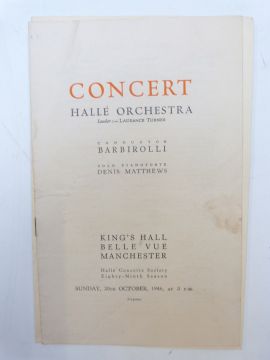 CONCERT
HALLÉ ORCHESTRA
Leader LAURANCE TURNER
CONDUCTOR
BARBIROLLI
SOLO PIANOFORTE
DENIS MATTHEWS
KING'S HALL
BELLE VUE
MANCHESTER
Hallé Concerts Society
Eighty-Ninth Season
SUNDAY, 20th OCTOBER, 1946, at 3 p.m.